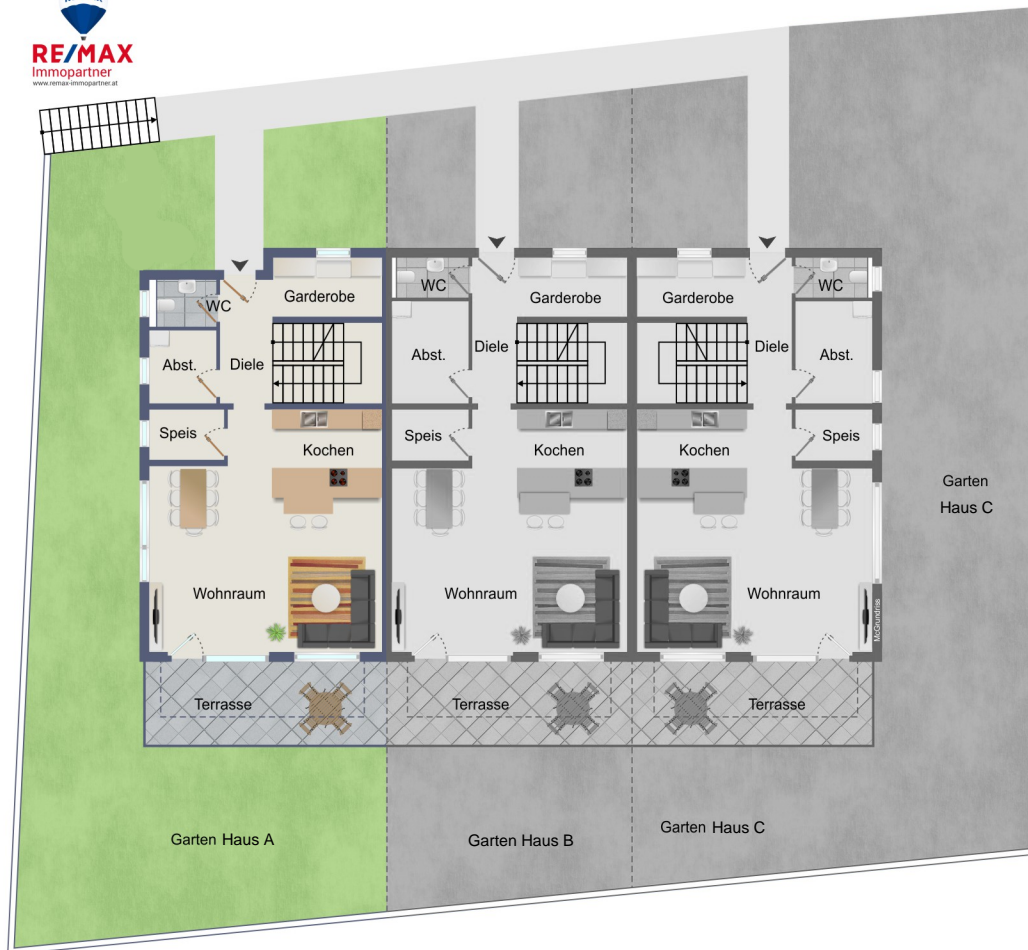 RE/MAX
Immopartner
www.remax-immopartner.at
Garderobe
WC
Diele
Abst.
Speis
Kochen
Wohnraum
Terrasse
Garten Haus A
WC
Garderobe
Diele
Abst.
Speis
Kochen
Wohnraum
Terrasse
Garten Haus B
Garderobe
WC
Diele
Abst.
Kochen
Speis
Wohnraum
McGrundriss
Terrasse
Garten Haus C
Garten
Haus C